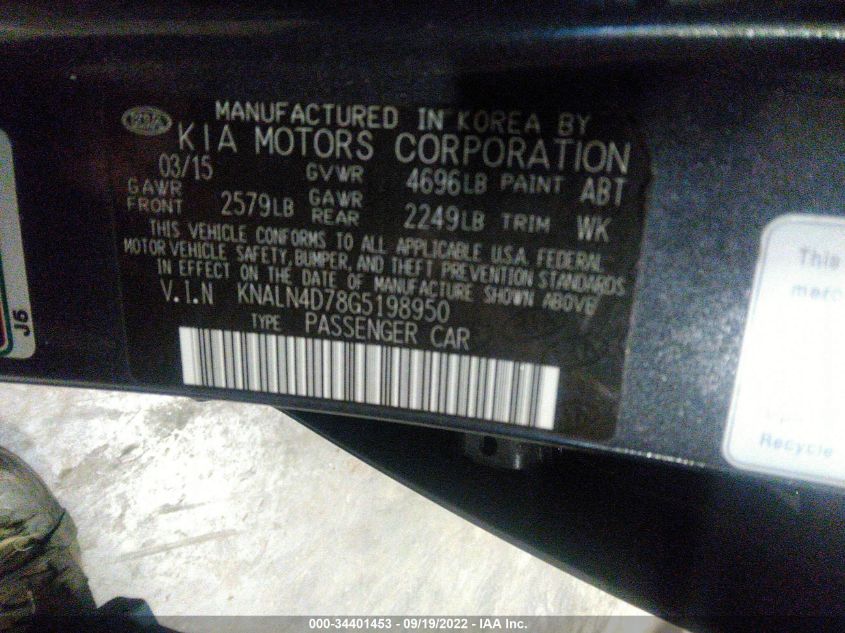 KIA
MANUFACTURED IN KOREA BY
KIA MOTORS CORPORATION
03/15 GVWR 4696LB PAINT ABT
GAWR FRONT 2579LB GAWR REAR 2249LB TRIM WK
THIS VEHICLE CONFORMS TO ALL APPLICABLE U.S.A. FEDERAL
MOTOR VEHICLE SAFETY, BUMPER, AND THEFT PREVENTION STANDARDS
IN EFFECT ON THE DATE OF MANUFACTURE SHOWN ABOVE
V.I.N KNALN4D78G5198950
TYPE PASSENGER CAR
J5
This
merc
Recycle
000-34401453 - 09/19/2022 - IAA Inc.